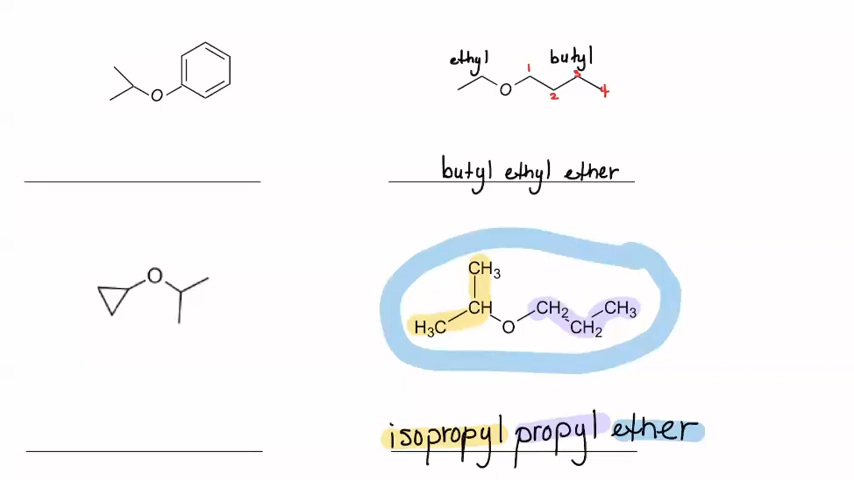 O
ethyl
butyl
1
3
O
2
4
butyl ethyl ether
O
CH3
CH
CH2
CH3
H3C
O
CH2
isopropyl propyl ether